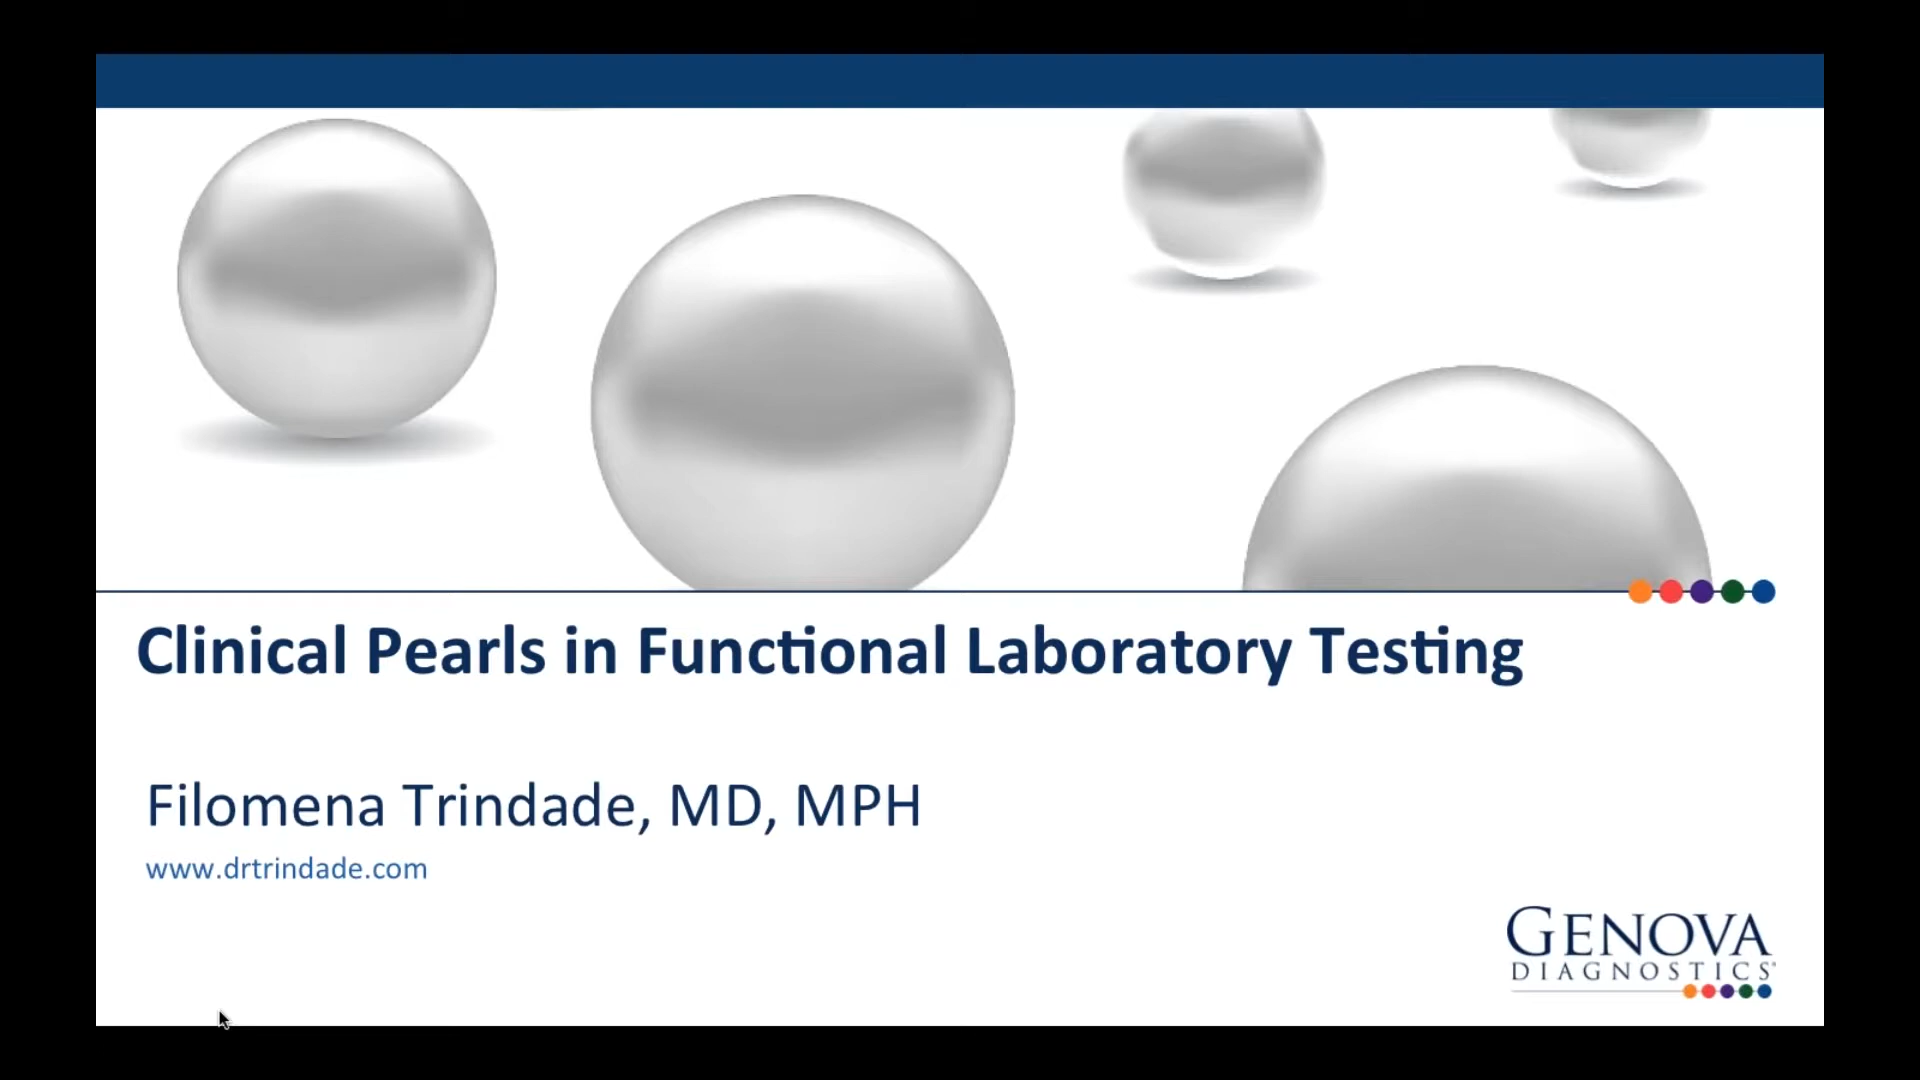 Clinical Pearls in Functional Laboratory Testing
Filomena Trindade, MD, MPH
www.drtrindade.com
GENOVA
DIAGNOSTICS